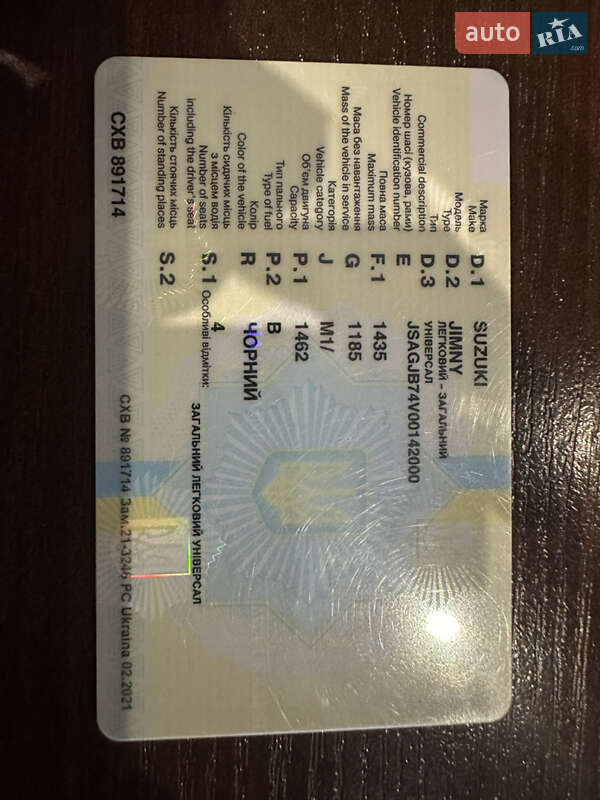 auto RIA .com
Марка
Make D.1 SUZUKI
Модель
Type D.2 JIMNY
Тип ЛЕГКОВИЙ – ЗАГАЛЬНИЙ
Commercial description D.3 УНІВЕРСАЛ
Номер шасі (кузова, рами)
Vehicle identification number E JSAGJB74V00142000
Повна маса
Maximum mass F.1 1435
Маса без навантаження
Mass of the vehicle in service G 1185
Категорія
Vehicle category J M1/
Об'єм двигуна
Capacity P.1 1462
Тип пального
Type of fuel P.2 B
Колір
Color of the vehicle R ЧОРНИЙ
Кількість сидячих місць
з місцем водія
Number of seats S.1 4
including the driver's seat Особливі відмітки:
ЗАГАЛЬНИЙ ЛЕГКОВИЙ УНІВЕРСАЛ
Кількість стоячих місць
Number of standing places S.2
СХВ 891714
СХВ № 891714 Зам.21-3246 РС Ukraina 02.2021